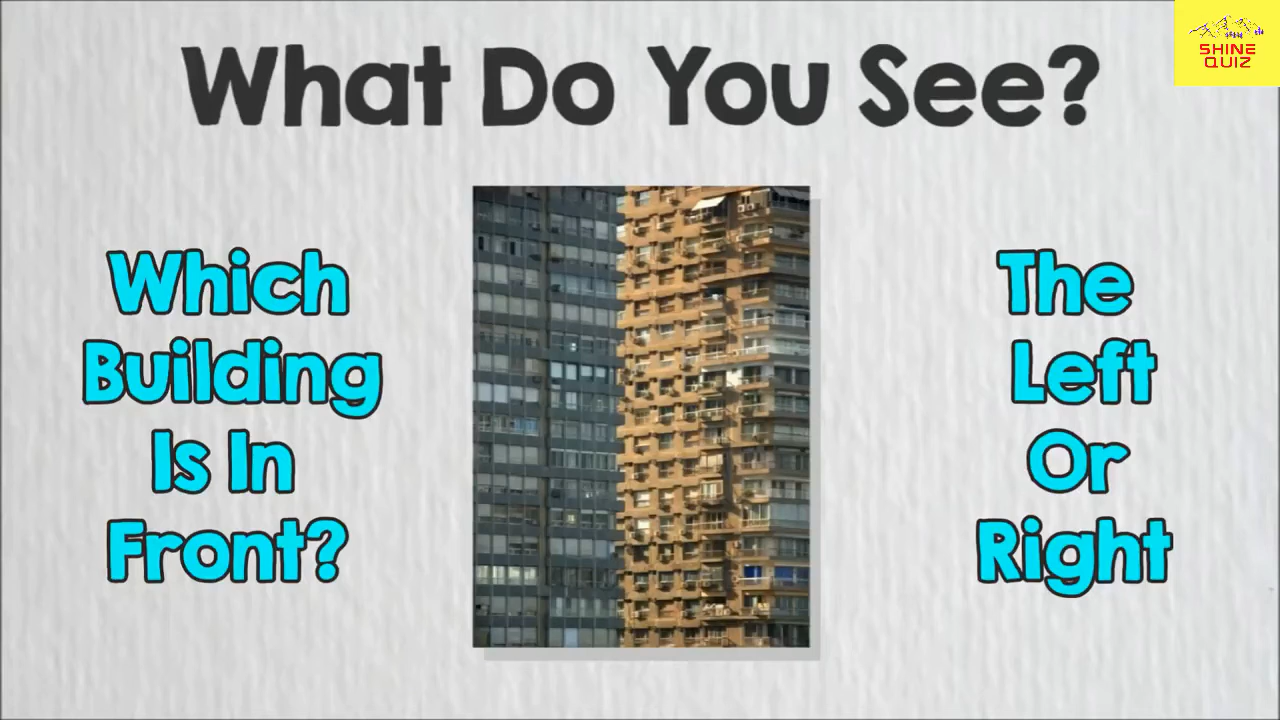 What Do You See?
SHINE
QUIZ
Which
Building
Is In
Front?
The
Left
Or
Right